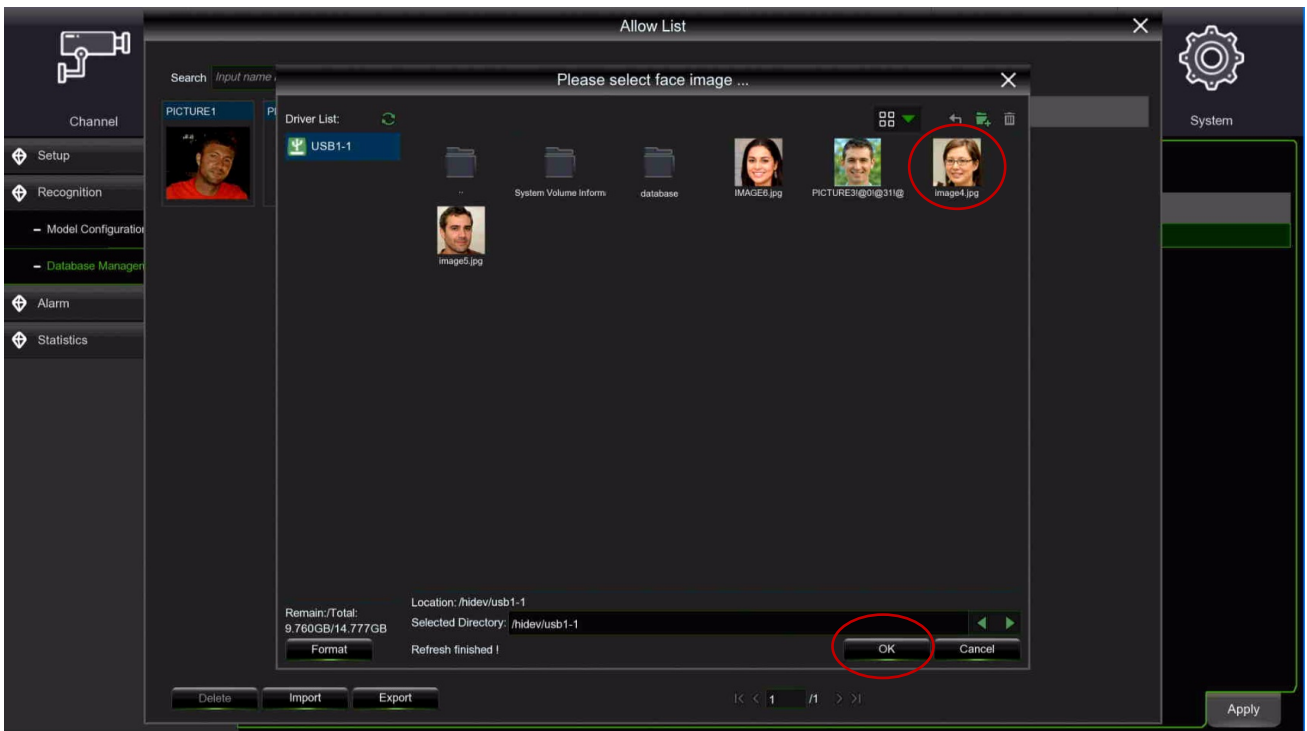 Allow List
Channel
System
Search Input name
Please select face image ...
PICTURE1
Driver List:
USB1-1
..
System Volume Inform
database
IMAGE6.jpg
PICTURE3!@0!@31!@
image4.jpg
image5.jpg
Setup
Recognition
Model Configuration
Database Managen
Alarm
Statistics
Remain:/Total:
9.760GB/14.777GB
Format
Location: /hidev/usb1-1
Selected Directory: /hidev/usb1-1
Refresh finished !
OK
Cancel
Delete
Import
Export
|< < 1 /1 > >|
Apply